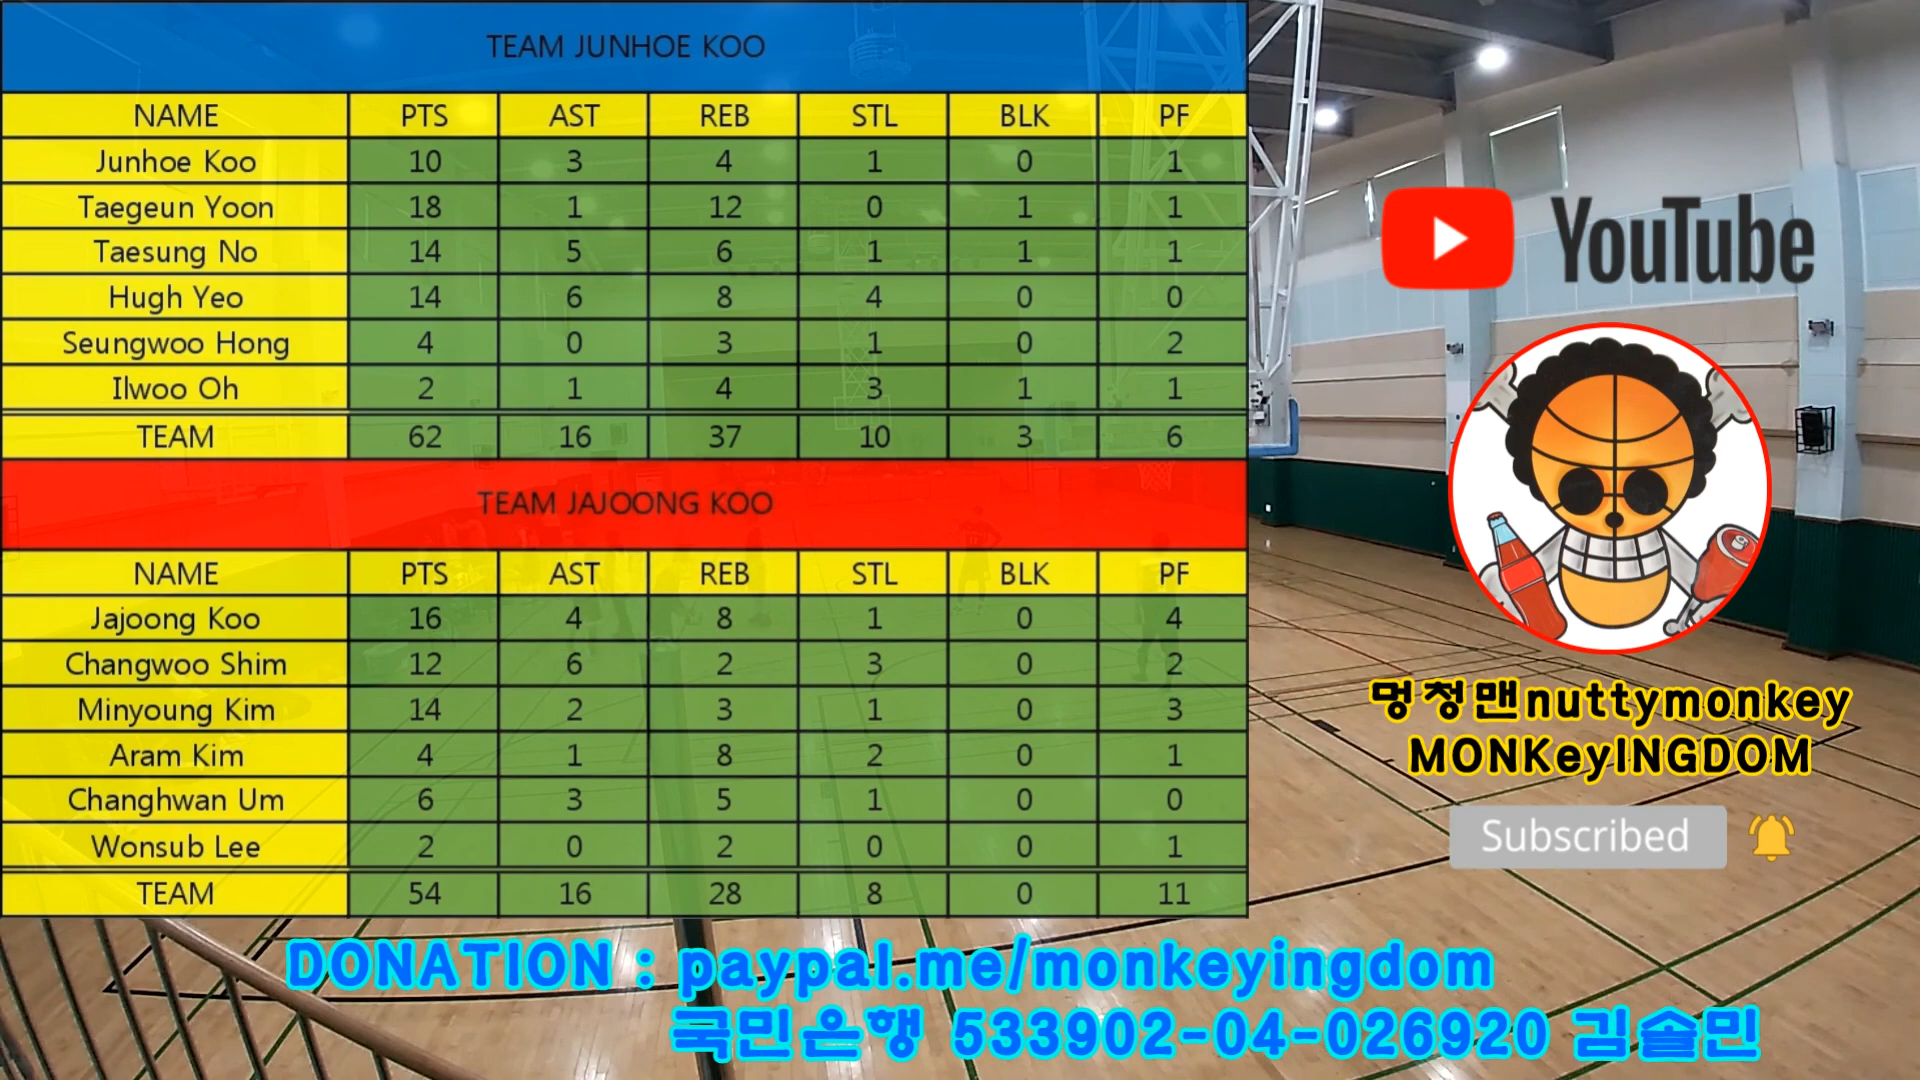 TEAM JUNHOE KOO
NAME PTS AST REB STL BLK PF
Junhoe Koo 10 3 4 1 0 1
Taegeun Yoon 18 1 12 0 1 1
Taesung No 14 5 6 1 1 1
Hugh Yeo 14 6 8 4 0 0
Seungwoo Hong 4 0 3 1 0 2
Ilwoo Oh 2 1 4 3 1 1
TEAM 62 16 37 10 3 6
TEAM JAJOONG KOO
NAME PTS AST REB STL BLK PF
Jajoong Koo 16 4 8 1 0 4
Changwoo Shim 12 6 2 3 0 2
Minyoung Kim 14 2 3 1 0 3
Aram Kim 4 1 8 2 0 1
Changhwan Um 6 3 5 1 0 0
Wonsub Lee 2 0 2 0 0 1
TEAM 54 16 28 8 0 11
YouTube
멍청맨nuttymonkey
MONKeyINGDOM
Subscribed
DONATION : paypal.me/monkeyingdom
국민은행 533902-04-026920 김솔민